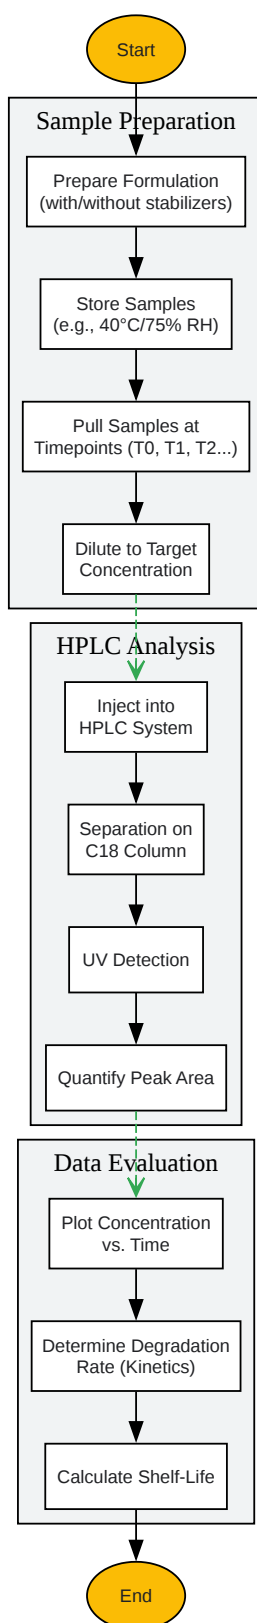 Start
Sample Preparation
Prepare Formulation
(with/without stabilizers)
Store Samples
(e.g., 40°C/75% RH)
Pull Samples at
Timepoints (T0, T1, T2...)
Dilute to Target
Concentration
HPLC Analysis
Inject into
HPLC System
Separation on
C18 Column
UV Detection
Quantify Peak Area
Data Evaluation
Plot Concentration
vs. Time
Determine Degradation
Rate (Kinetics)
Calculate Shelf-Life
End